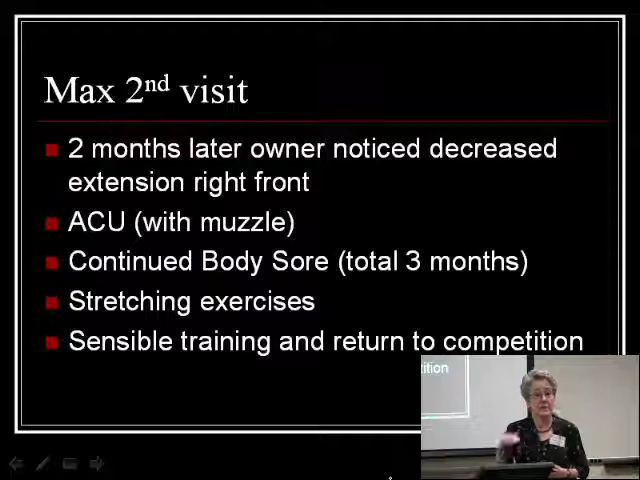 Max 2nd visit
2 months later owner noticed decreased
extension right front
ACU (with muzzle)
Continued Body Sore (total 3 months)
Stretching exercises
Sensible training and return to competition
tition